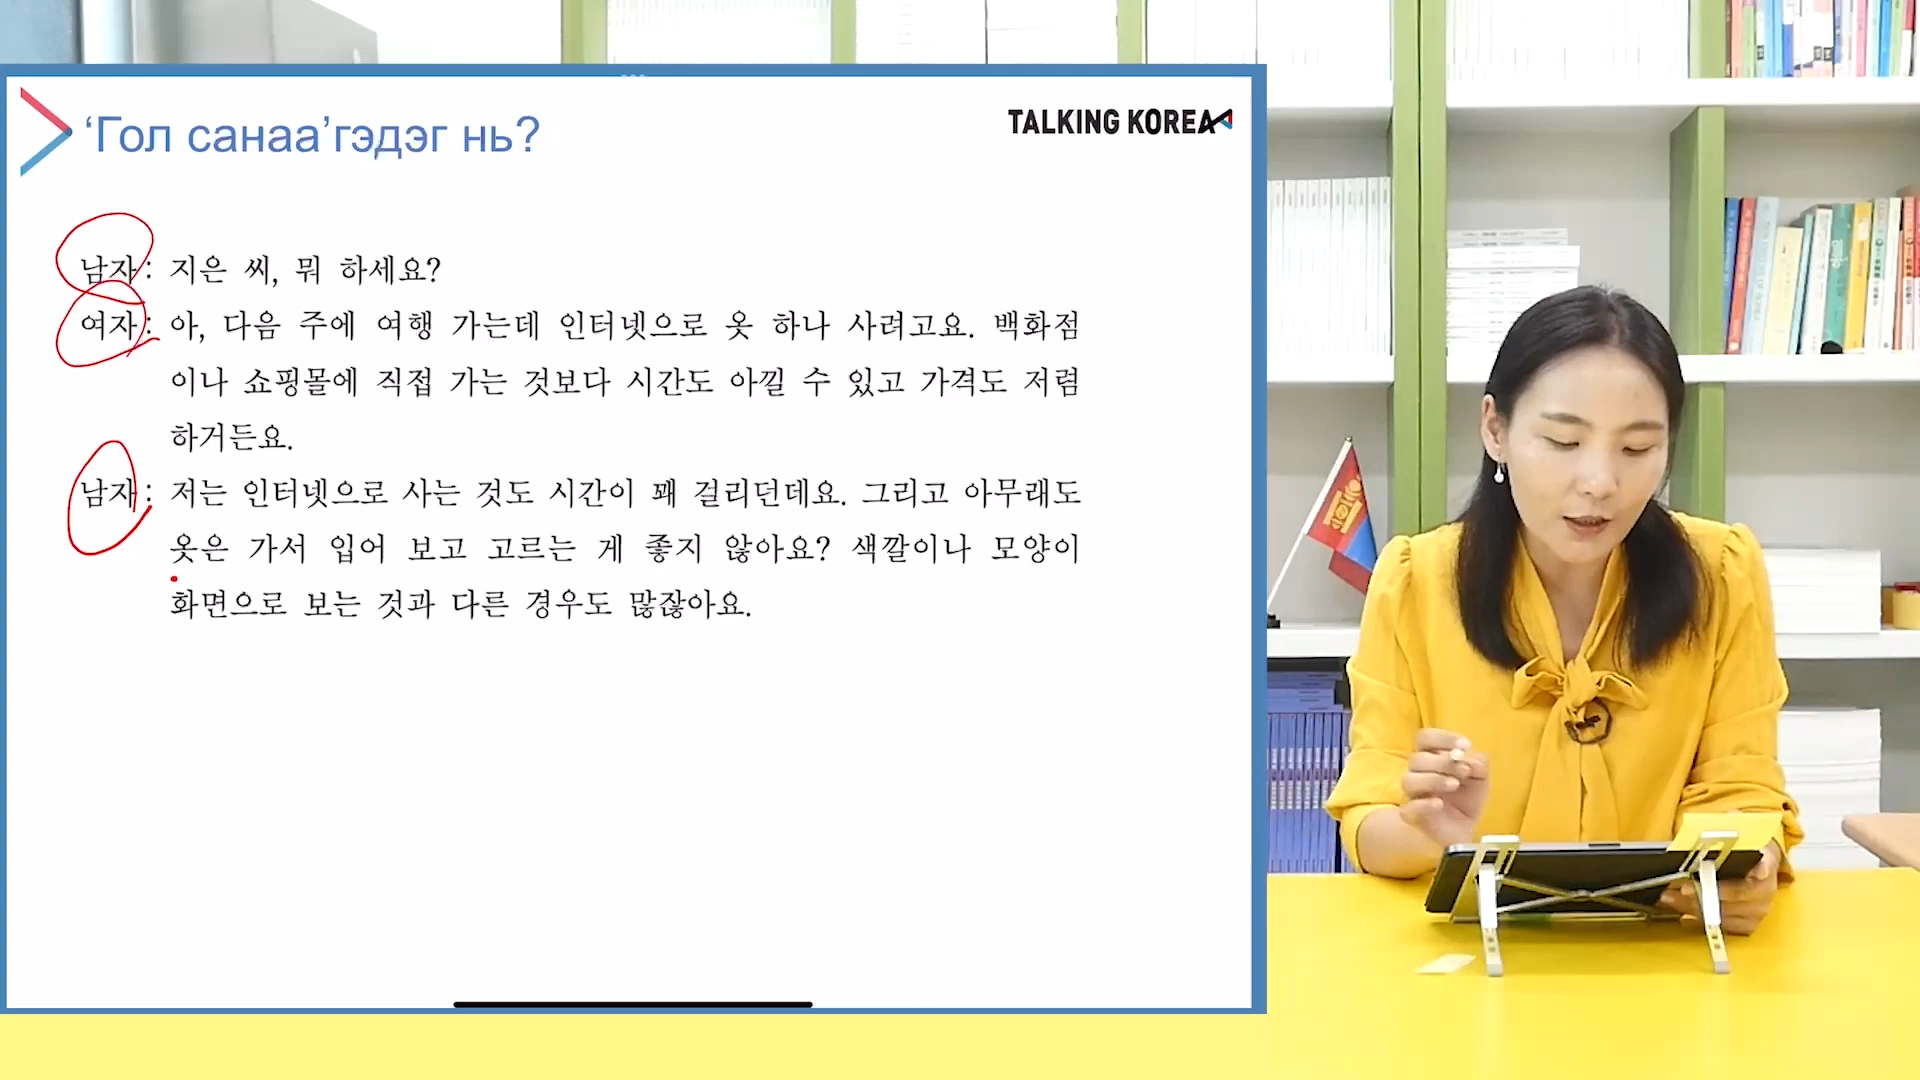 ‘Гол санаа’гэдэг нь?
TALKING KOREA
남자: 지은 씨, 뭐 하세요?
여자: 아, 다음 주에 여행 가는데 인터넷으로 옷 하나 사려고요. 백화점
이나 쇼핑몰에 직접 가는 것보다 시간도 아낄 수 있고 가격도 저렴
하거든요.
남자: 저는 인터넷으로 사는 것도 시간이 꽤 걸리던데요. 그리고 아무래도
옷은 가서 입어 보고 고르는 게 좋지 않아요? 색깔이나 모양이
화면으로 보는 것과 다른 경우도 많잖아요.